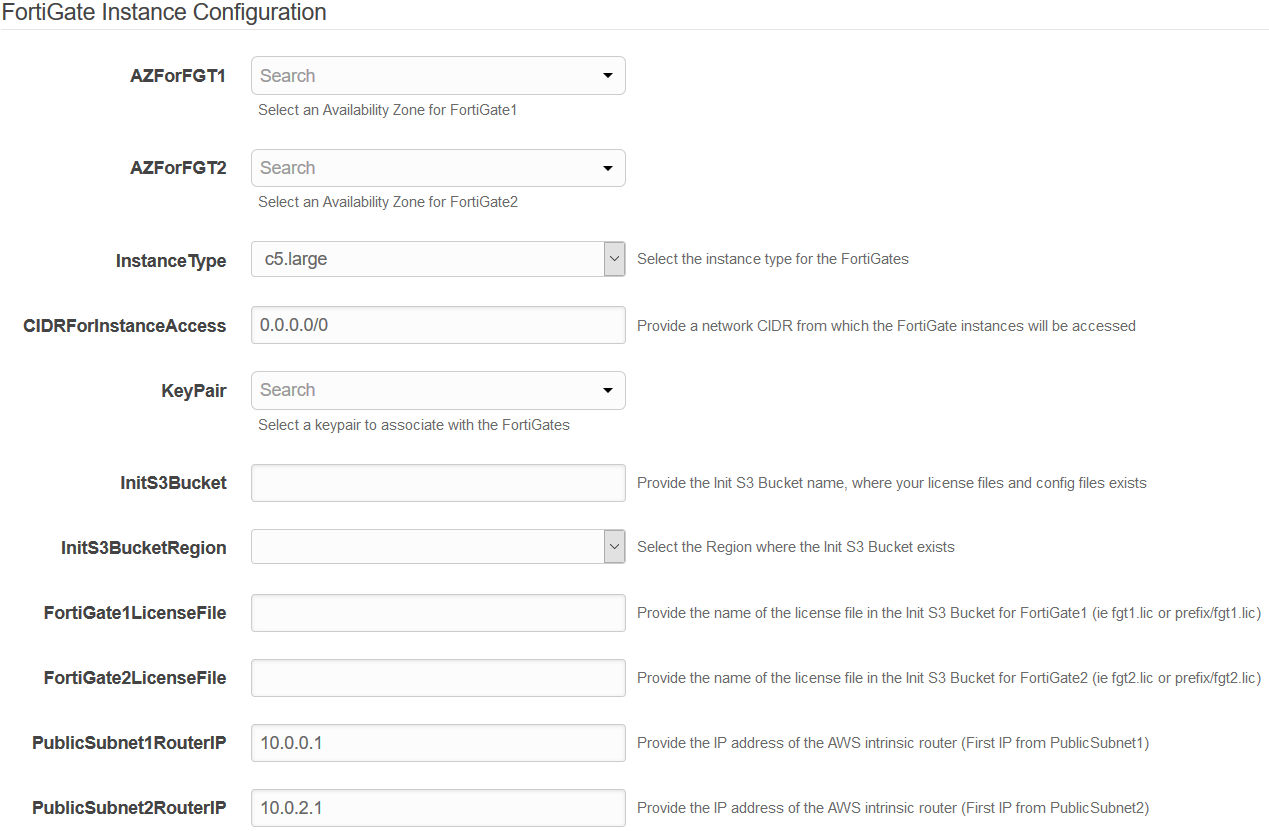 FortiGate Instance Configuration
AZForFGT1 Search
Select an Availability Zone for FortiGate1
AZForFGT2 Search
Select an Availability Zone for FortiGate2
InstanceType c5.large Select the instance type for the FortiGates
CIDRForInstanceAccess 0.0.0.0/0 Provide a network CIDR from which the FortiGate instances will be accessed
KeyPair Search
Select a keypair to associate with the FortiGates
InitS3Bucket Provide the Init S3 Bucket name, where your license files and config files exists
InitS3BucketRegion Select the Region where the Init S3 Bucket exists
FortiGate1LicenseFile Provide the name of the license file in the Init S3 Bucket for FortiGate1 (ie fgt1.lic or prefix/fgt1.lic)
FortiGate2LicenseFile Provide the name of the license file in the Init S3 Bucket for FortiGate2 (ie fgt2.lic or prefix/fgt2.lic)
PublicSubnet1RouterIP 10.0.0.1 Provide the IP address of the AWS intrinsic router (First IP from PublicSubnet1)
PublicSubnet2RouterIP 10.0.2.1 Provide the IP address of the AWS intrinsic router (First IP from PublicSubnet2)